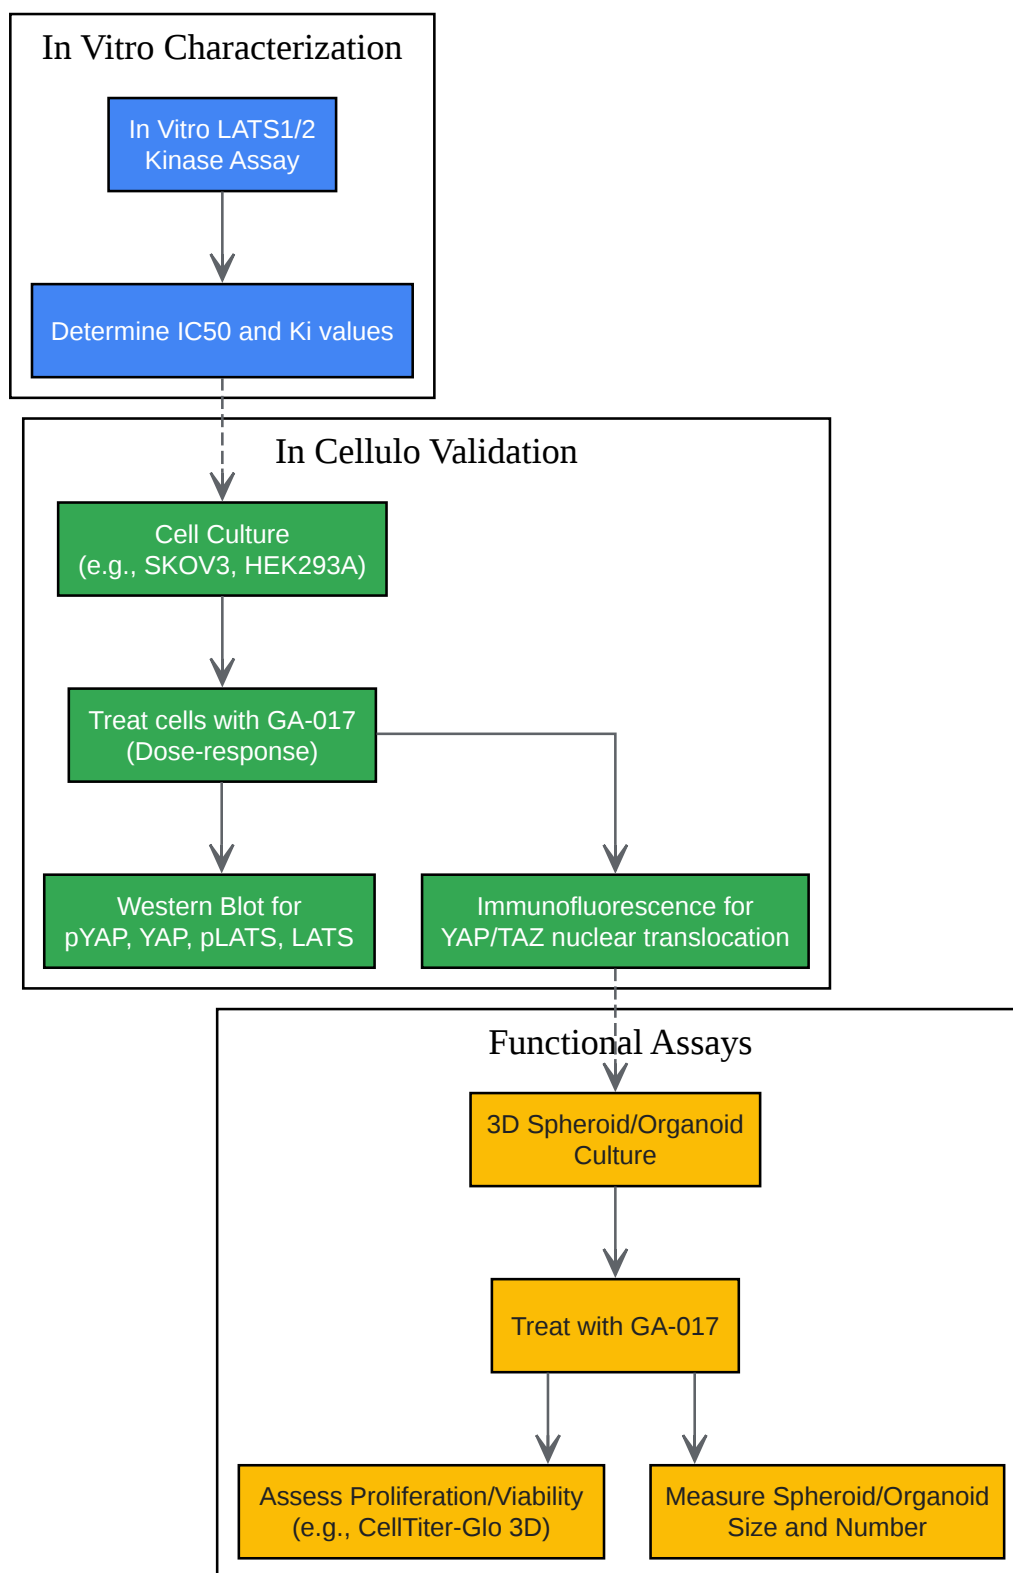 In Vitro Characterization
In Vitro LATS1/2
Kinase Assay
Determine IC50 and Ki values
In Cellulo Validation
Cell Culture
(e.g., SKOV3, HEK293A)
Treat cells with GA-017
(Dose-response)
Western Blot for
pYAP, YAP, pLATS, LATS
Immunofluorescence for
YAP/TAZ nuclear translocation
Functional Assays
3D Spheroid/Organoid
Culture
Treat with GA-017
Assess Proliferation/Viability
(e.g., CellTiter-Glo 3D)
Measure Spheroid/Organoid
Size and Number